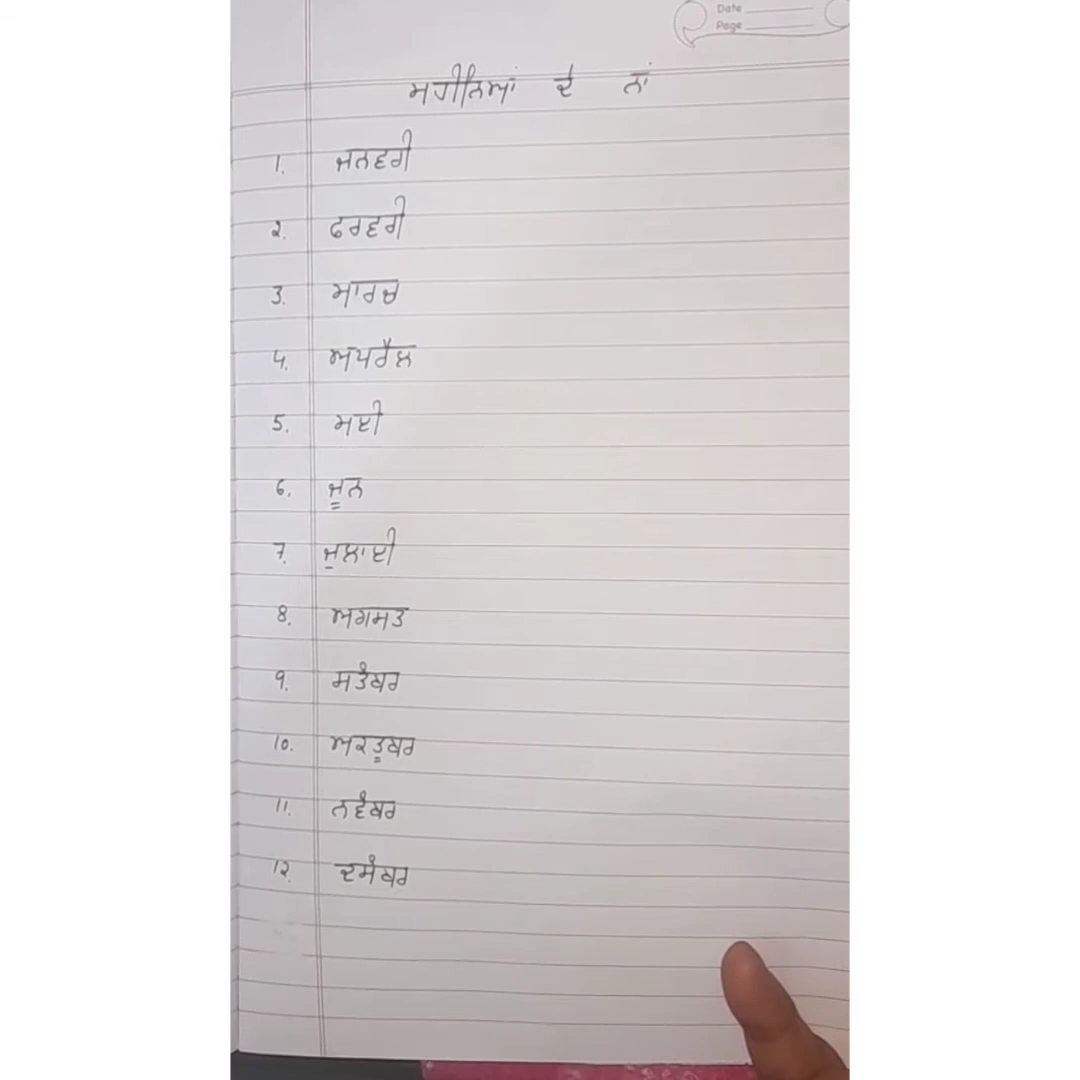 Date
Page
ਮਹੀਨਿਆਂ ਦੇ ਨਾਂ
1. ਜਨਵਰੀ
2. ਫਰਵਰੀ
3. ਮਾਰਚ
4. ਅਪਰੈਲ
5. ਮਈ
6. ਜੂਨ
7. ਜੁਲਾਈ
8. ਅਗਸਤ
9. ਸਤੰਬਰ
10. ਅਕਤੂਬਰ
11. ਨਵੰਬਰ
12. ਦਸੰਬਰ